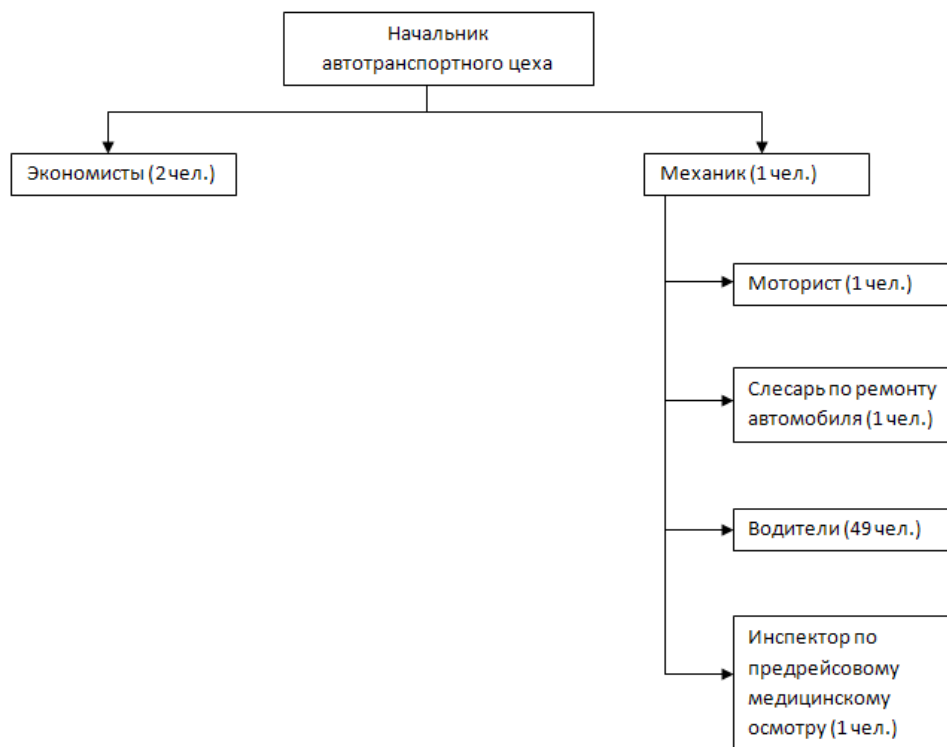 Начальник
автотранспортного цеха
Экономисты (2 чел.)
Механик (1 чел.)
Моторист (1 чел.)
Слесарь по ремонту
автомобиля (1 чел.)
Водители (49 чел.)
Инспектор по
предрейсовому
медицинскому
осмотру (1 чел.)